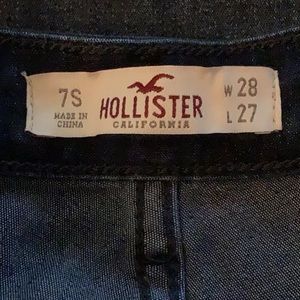 7S
MADE IN
CHINA
HOLLISTER
CALIFORNIA
W 28
L 27